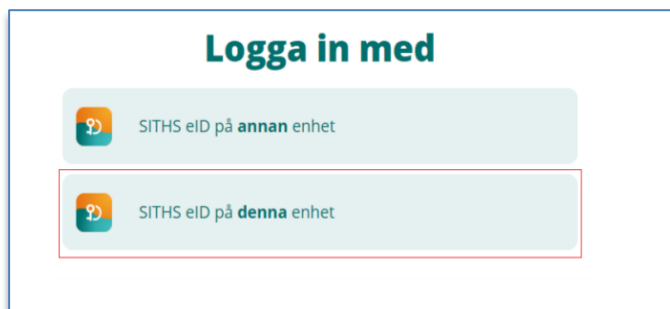 Logga in med
SITHS eID på annan enhet
SITHS eID på denna enhet